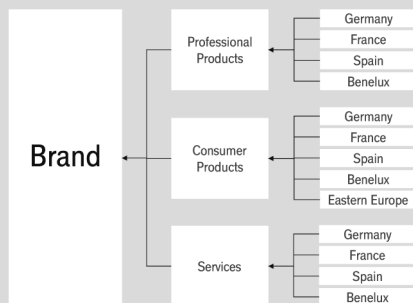 Brand
Professional
Products
Germany
France
Spain
Benelux
Consumer
Products
Germany
France
Spain
Benelux
Eastern Europe
Services
Germany
France
Spain
Benelux